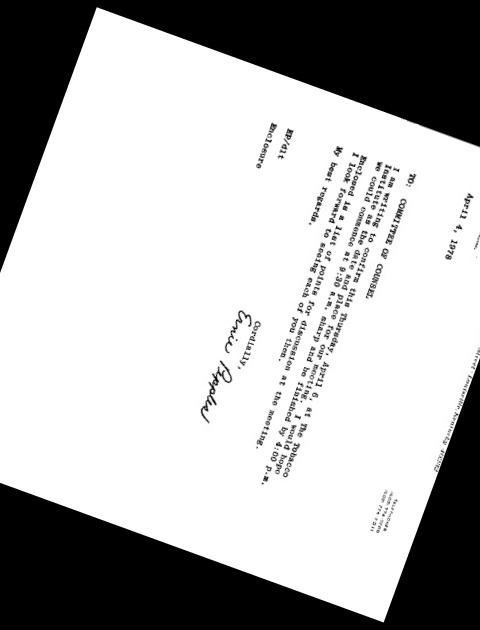 April 4, 1978
TO: COMMITTEE OF COUNSEL
I am writing to confirm this Thursday, April 6, at The Tobacco
Institute as the date and place for our meeting. I would hope
we could commence at 9:30 a.m. sharp and be finished by 4:00 p.m.
Enclosed is a list of points for discussion at the meeting.
I look forward to seeing each of you then.
My best regards.
Cordially,
Ernie Pepples
EP/dlt
Enclosure